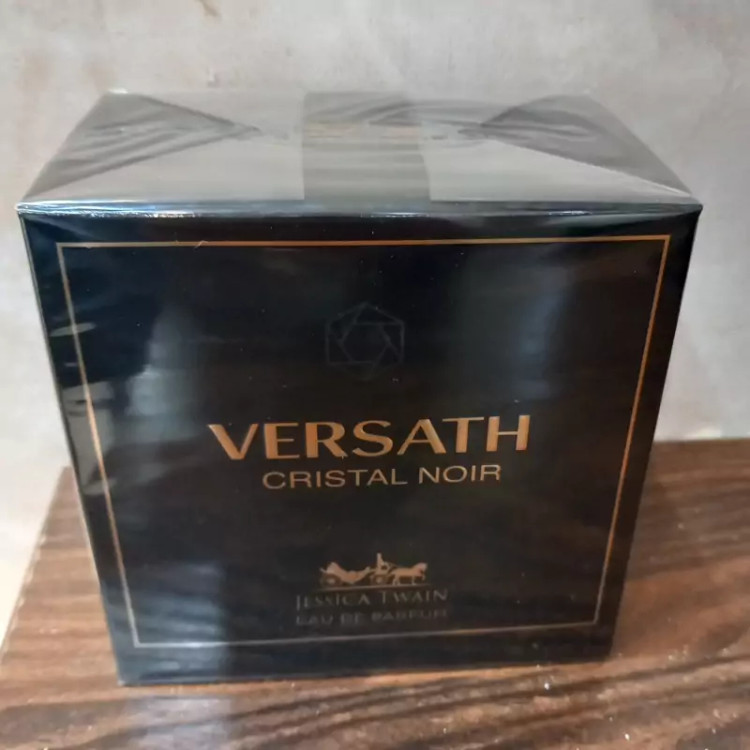 VERSATH
CRISTAL NOIR
JESSICA TWAIN
EAU DE PARFUM